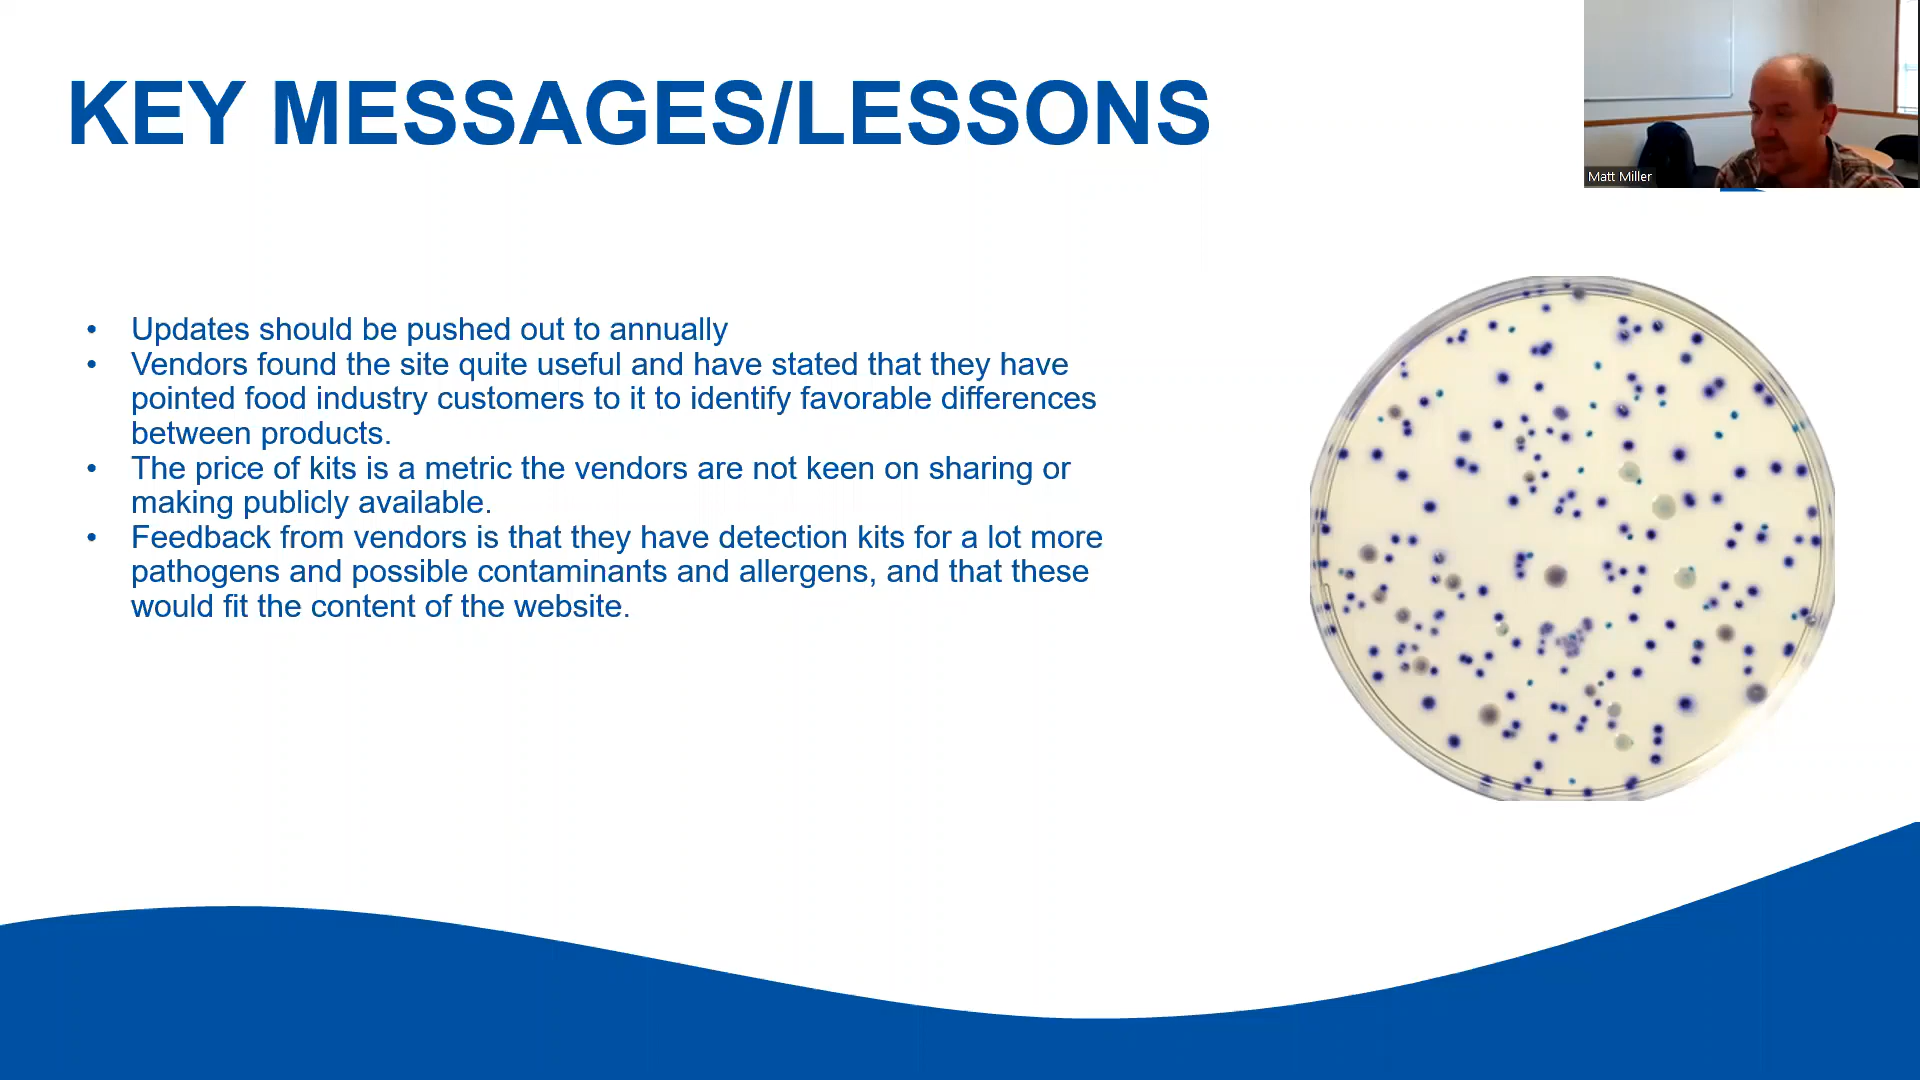 KEY MESSAGES/LESSONS
Matt Miller
• Updates should be pushed out to annually
• Vendors found the site quite useful and have stated that they have
pointed food industry customers to it to identify favorable differences
between products.
• The price of kits is a metric the vendors are not keen on sharing or
making publicly available.
• Feedback from vendors is that they have detection kits for a lot more
pathogens and possible contaminants and allergens, and that these
would fit the content of the website.